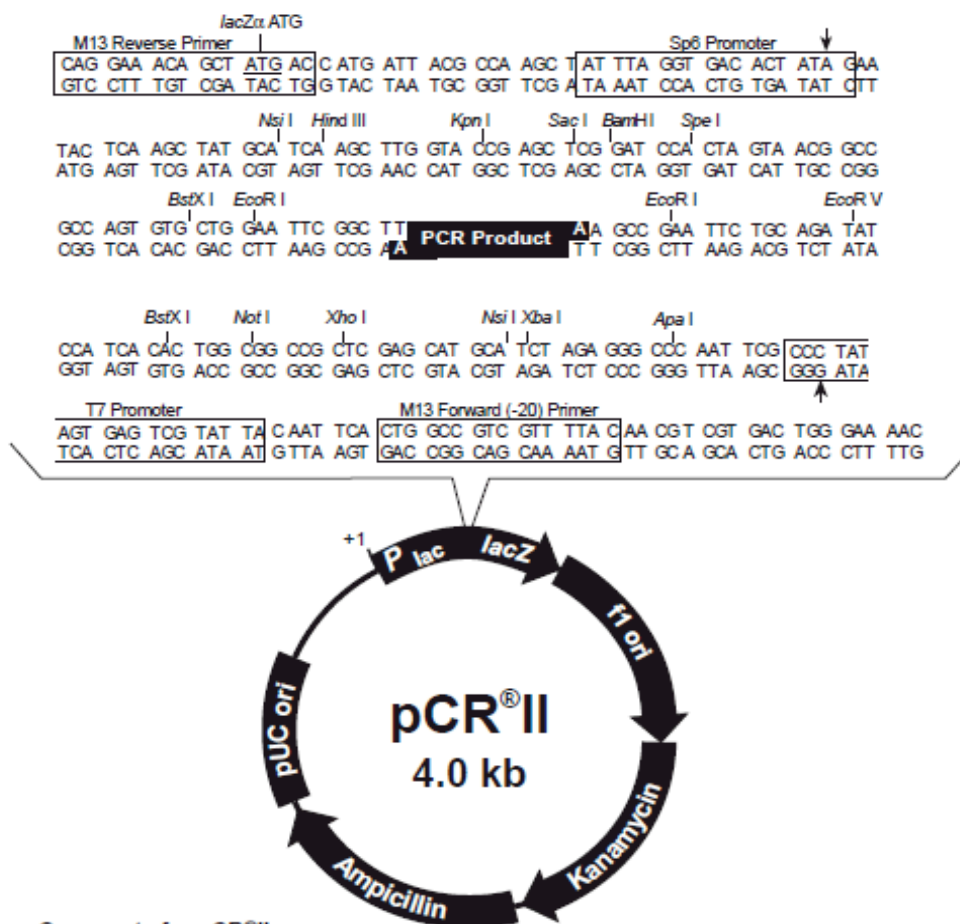 lacZα ATG
M13 Reverse Primer Sp6 Promoter
CAG GAA ACA GCT ATG AC C ATG ATT ACG CCA AGC T AT TTA GGT GAC ACT ATA GAA
GTC CTT TGT CGA TAC TG G TAC TAA TGC GGT TCG A TA AAT CCA CTG TGA TAT CTT
Nsi I Hind III Kpn I Sac I BamH I Spe I
TAC TCA AGC TAT GCA TCA AGC TTG GTA CCG AGC TCG GAT CCA CTA GTA ACG GCC
ATG AGT TCG ATA CGT AGT TCG AAC CAT GGC TCG AGC CTA GGT GAT CAT TGC CGG
BstX I EcoR I EcoR I EcoR V
GCC AGT GTG CTG GAA TTC GGC TT PCR Product A A GCC GAA TTC TGC AGA TAT
CGG TCA CAC GAC CTT AAG CCG A A T T CGG CTT AAG ACG TCT ATA
BstX I Not I Xho I Nsi I Xba I Apa I
CCA TCA CAC TGG CGG CCG CTC GAG CAT GCA TCT AGA GGG CCC AAT TCG CCC TAT
GGT AGT GTG ACC GCC GGC GAG CTC GTA CGT AGA TCT CCC GGG TTA AGC GGG ATA
T7 Promoter M13 Forward (-20) Primer
AGT GAG TCG TAT TA C AAT TCA CTG GCC GTC GTT TTA C AA CGT CGT GAC TGG GAA AAC
TCA CTC AGC ATA AT G TTA AGT GAC CGG CAG CAA AAT G TT GCA GCA CTG ACC CTT TTG
+1
P lac lacZ
f1 ori
pCR®II
4.0 kb
pUC ori
Kanamycin
Ampicillin